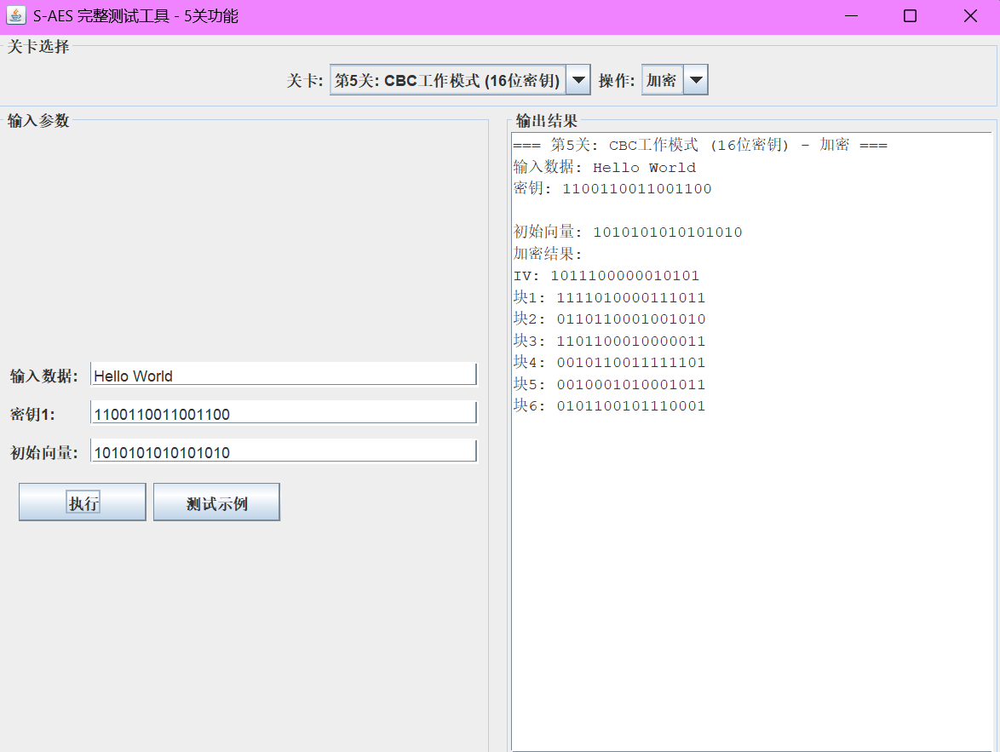 S-AES 完整测试工具 - 5关功能
关卡选择
关卡: 第5关: CBC工作模式 (16位密钥) 操作: 加密
输入参数
输入数据: Hello World
密钥1: 1100110011001100
初始向量: 1010101010101010
执行 测试示例
输出结果
=== 第5关: CBC工作模式 (16位密钥) - 加密 ===
输入数据: Hello World
密钥: 1100110011001100
初始向量: 1010101010101010
加密结果:
IV: 1011100000010101
块1: 1111010000111011
块2: 0110110001001010
块3: 1101100010000011
块4: 0010110011111101
块5: 0010001010001011
块6: 0101100101110001